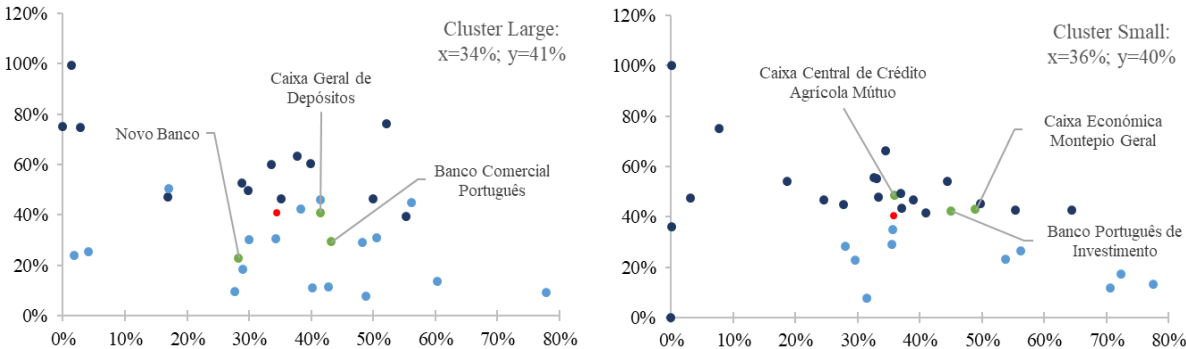 120%
100%
80%
60%
40%
20%
0%
0%
10%
20%
30%
40%
50%
60%
70%
80%
Cluster Large:
x=34%; y=41%
Caixa Geral de
Depósitos
Novo Banco
Banco Comercial
Português
120%
100%
80%
60%
40%
20%
0%
0%
10%
20%
30%
40%
50%
60%
70%
80%
Cluster Small:
x=36%; y=40%
Caixa Central de Crédito
Agrícola Mútuo
Caixa Económica
Montepio Geral
Banco Português de
Investimento